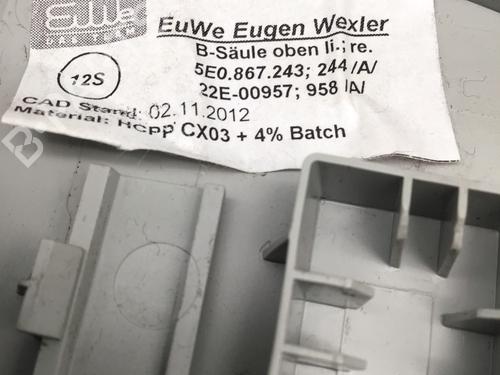 EuWe
EuWe Eugen Wexler
B-Säule oben li-; re.
5E0.867.243; 244 /A/
22E-00957; 958 /A/
12S
CAD Stand: 02.11.2012
Material: Hcpp CX03 + 4% Batch